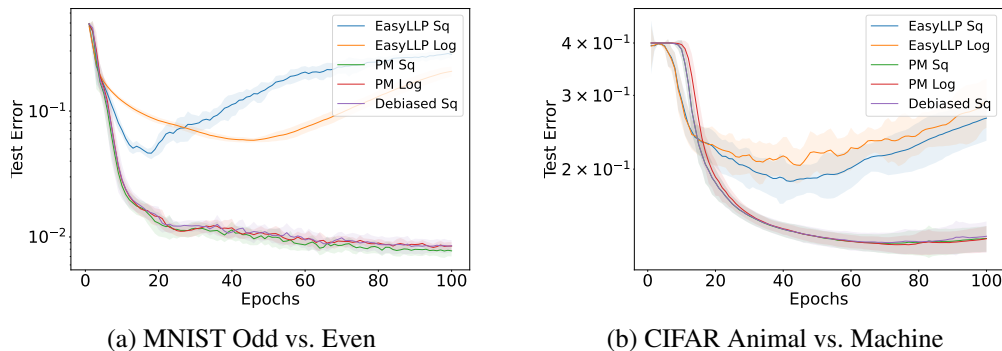 EasyLLP Sq
EasyLLP Log
PM Sq
PM Log
Debiased Sq
Test Error
10⁻¹
10⁻²
0 20 40 60 80 100
Epochs
(a) MNIST Odd vs. Even
EasyLLP Sq
EasyLLP Log
PM Sq
PM Log
Debiased Sq
Test Error
4 × 10⁻¹
3 × 10⁻¹
2 × 10⁻¹
0 20 40 60 80 100
Epochs
(b) CIFAR Animal vs. Machine